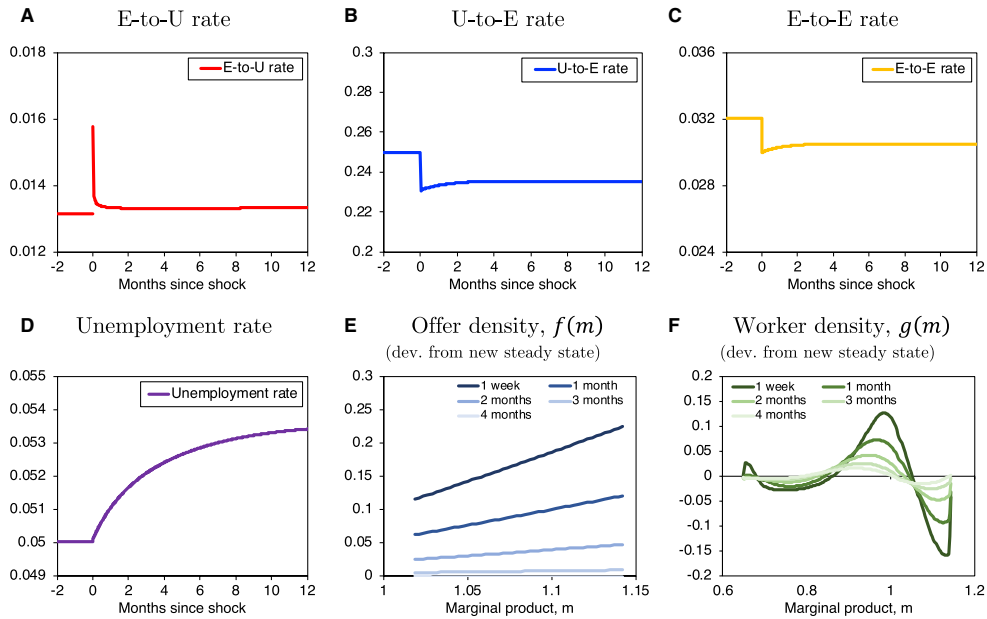 A E-to-U rate
0.018
0.016
0.014
0.012
E-to-U rate
-2 0 2 4 6 8 10 12
Months since shock
B U-to-E rate
0.3
0.28
0.26
0.24
0.22
0.2
U-to-E rate
-2 0 2 4 6 8 10 12
Months since shock
C E-to-E rate
0.036
0.032
0.028
0.024
E-to-E rate
-2 0 2 4 6 8 10 12
Months since shock
D Unemployment rate
0.055
0.054
0.053
0.052
0.051
0.05
0.049
Unemployment rate
-2 0 2 4 6 8 10 12
Months since shock
E Offer density, f(m)
(dev. from new steady state)
0.3
0.25
0.2
0.15
0.1
0.05
0
1 week 1 month
2 months 3 months
4 months
1 1.05 1.1 1.15
Marginal product, m
F Worker density, g(m)
(dev. from new steady state)
0.2
0.15
0.1
0.05
0
-0.05
-0.1
-0.15
-0.2
1 week 1 month
2 months 3 months
4 months
0.6 0.8 1 1.2
Marginal product, m